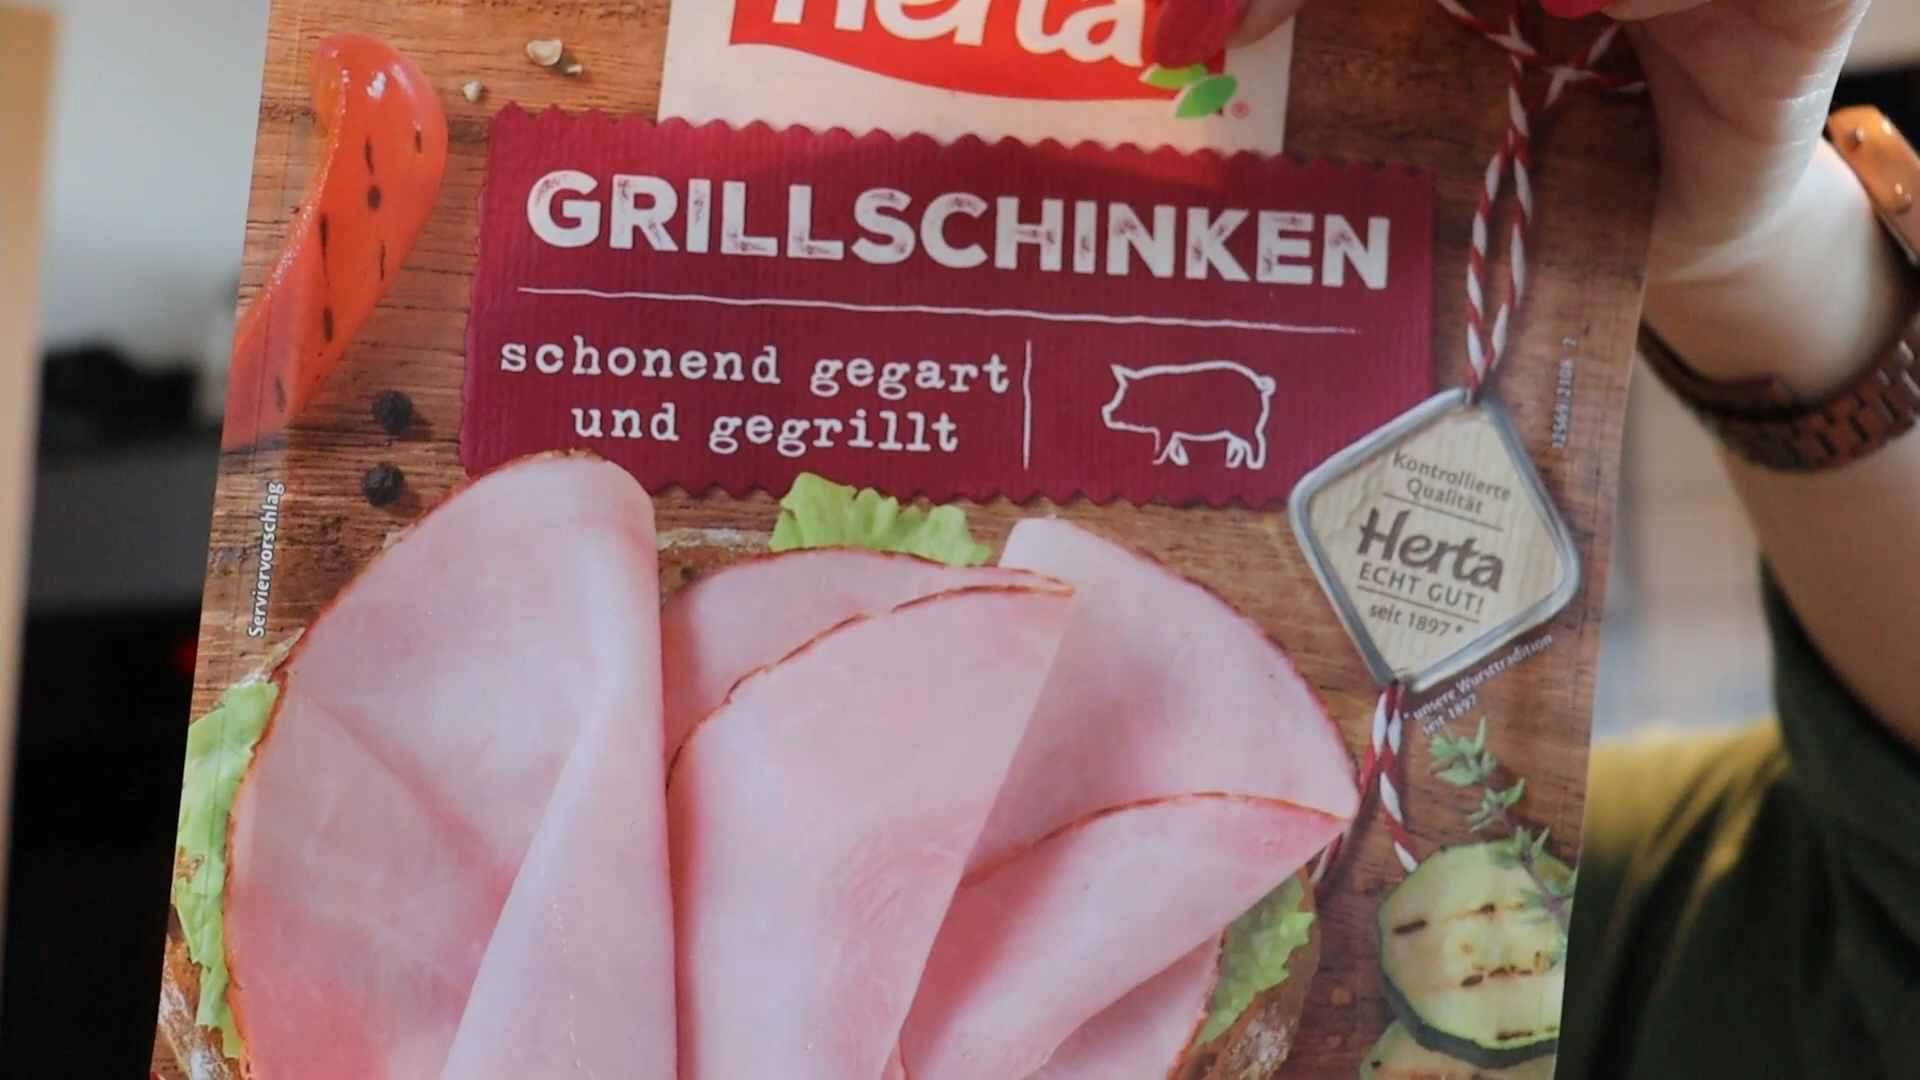 Herta
®
GRILLSCHINKEN
schonend gegart
und gegrillt
Kontrollierte
Qualität
Herta
ECHT GUT!
seit 1897 *
* unsere Wursttradition
seit 1897
Serviervorschlag